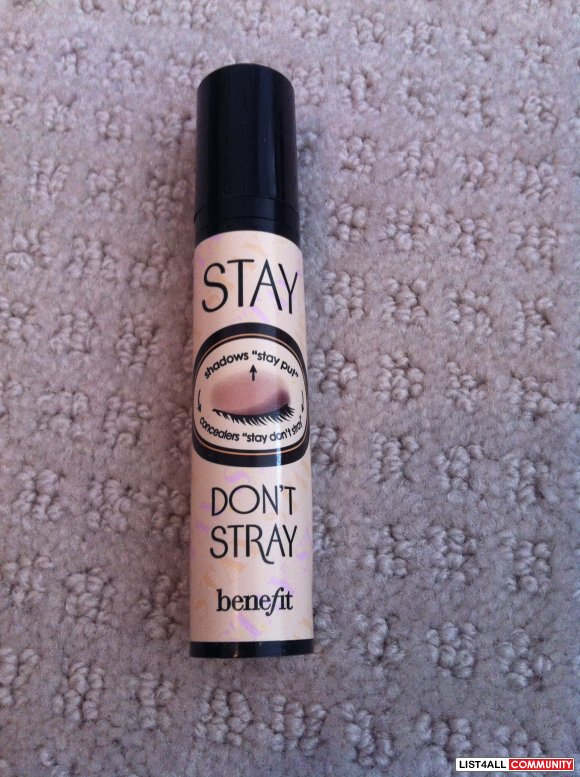 STAY
shadows "stay put"
concealers "stay don't stray"
DON'T
STRAY
benefit
LIST4ALL COMMUNITY